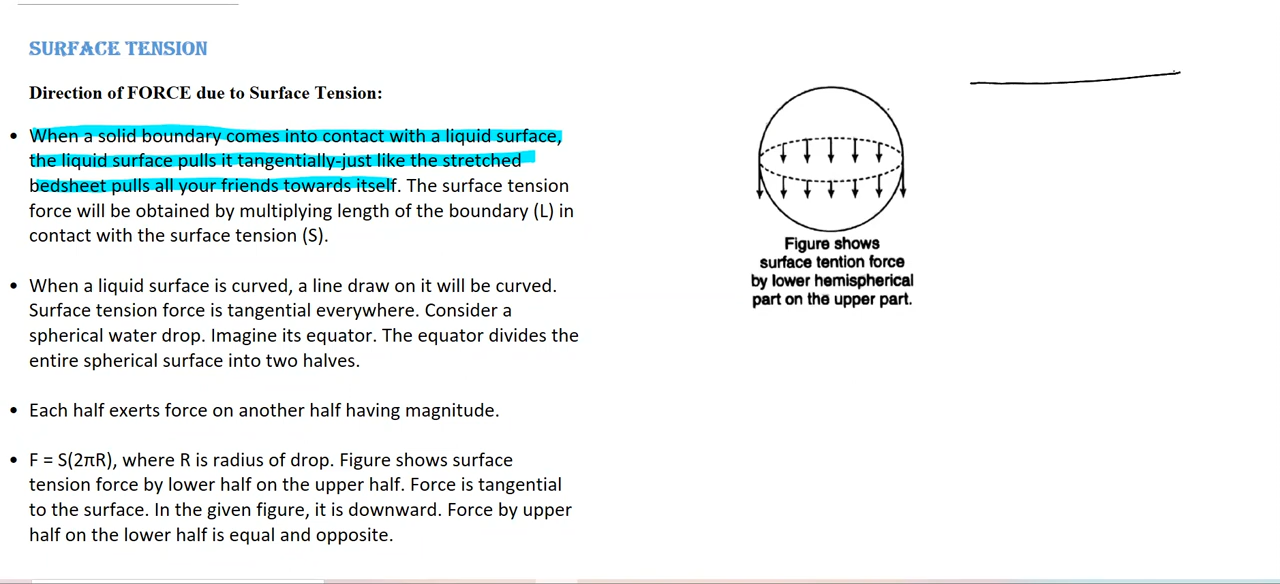 SURFACE TENSION
Direction of FORCE due to Surface Tension:
• When a solid boundary comes into contact with a liquid surface,
the liquid surface pulls it tangentially-just like the stretched
bedsheet pulls all your friends towards itself. The surface tension
force will be obtained by multiplying length of the boundary (L) in
contact with the surface tension (S).
• When a liquid surface is curved, a line draw on it will be curved.
Surface tension force is tangential everywhere. Consider a
spherical water drop. Imagine its equator. The equator divides the
entire spherical surface into two halves.
• Each half exerts force on another half having magnitude.
• F = S(2πR), where R is radius of drop. Figure shows surface
tension force by lower half on the upper half. Force is tangential
to the surface. In the given figure, it is downward. Force by upper
half on the lower half is equal and opposite.
Figure shows
surface tention force
by lower hemispherical
part on the upper part.